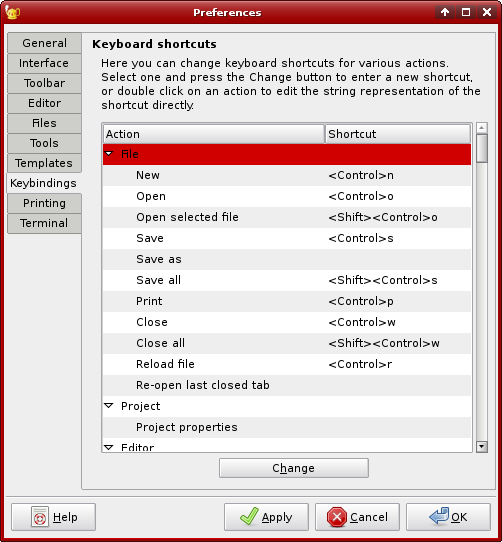 Preferences
General
Interface
Toolbar
Editor
Files
Tools
Templates
Keybindings
Printing
Terminal
Keyboard shortcuts
Here you can change keyboard shortcuts for various actions.
Select one and press the Change button to enter a new shortcut,
or double click on an action to edit the string representation of the
shortcut directly.
Action Shortcut
File
New <Control>n
Open <Control>o
Open selected file <Shift><Control>o
Save <Control>s
Save as
Save all <Shift><Control>s
Print <Control>p
Close <Control>w
Close all <Shift><Control>w
Reload file <Control>r
Re-open last closed tab
Project
Project properties
Editor
Change
Help Apply Cancel OK